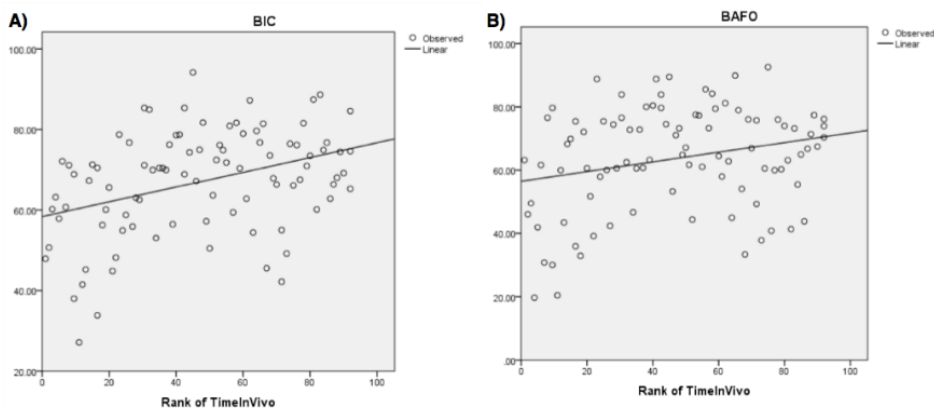 A)
BIC
○ Observed
— Linear
100.00
80.00
60.00
40.00
20.00
0 20 40 60 80 100
Rank of TimeInVivo
B)
BAFO
○ Observed
— Linear
100.00
80.00
60.00
40.00
20.00
.00
0 20 40 60 80 100
Rank of TimeInVivo